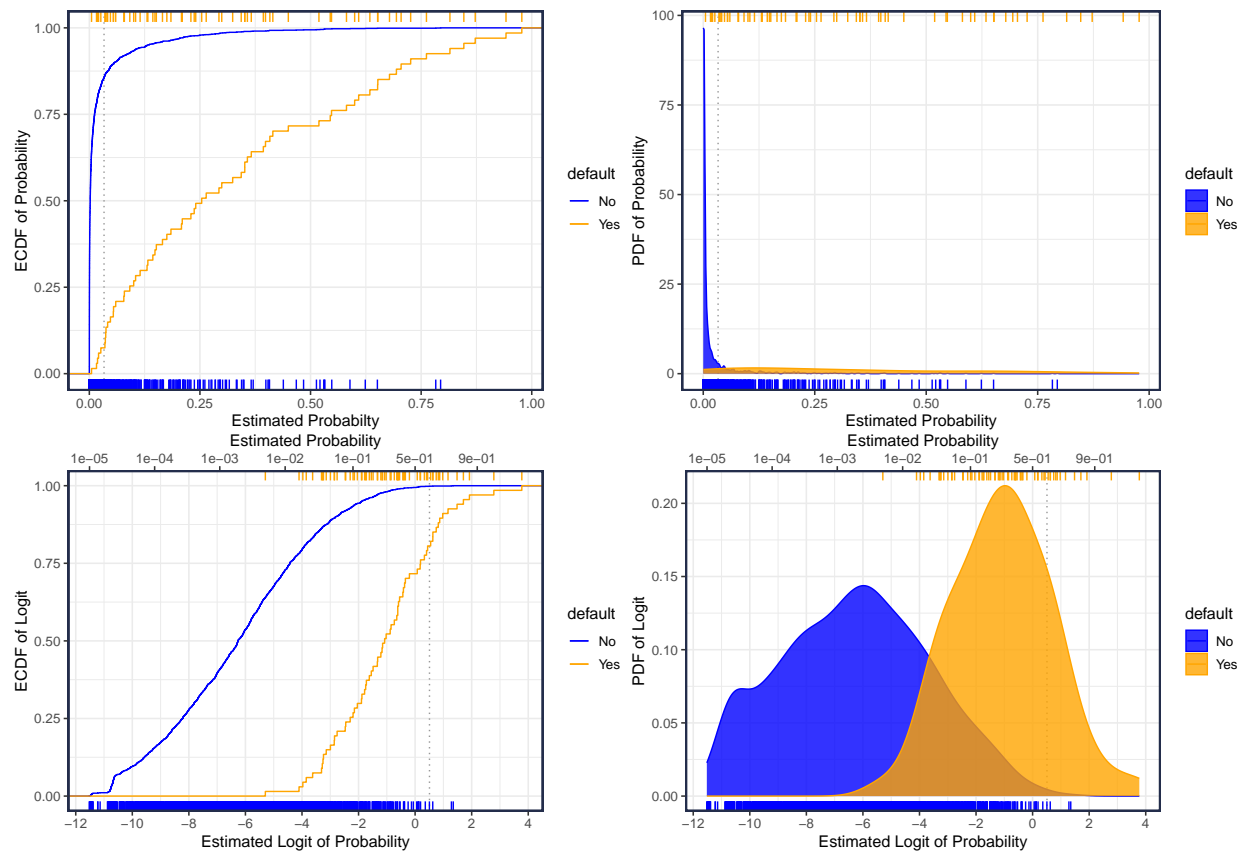 1.00
0.75
0.50
0.25
0.00
ECDF of Probability
0.00 0.25 0.50 0.75 1.00
Estimated Probabilty
default
No
Yes
100
75
50
25
0
PDF of Probability
0.00 0.25 0.50 0.75 1.00
Estimated Probability
default
No
Yes
Estimated Probability
1e−05 1e−04 1e−03 1e−02 1e−01 5e−01 9e−01
1.00
0.75
0.50
0.25
0.00
ECDF of Logit
−12 −10 −8 −6 −4 −2 0 2 4
Estimated Logit of Probability
default
No
Yes
Estimated Probability
1e−05 1e−04 1e−03 1e−02 1e−01 5e−01 9e−01
0.20
0.15
0.10
0.05
0.00
PDF of Logit
−12 −10 −8 −6 −4 −2 0 2 4
Estimated Logit of Probability
default
No
Yes